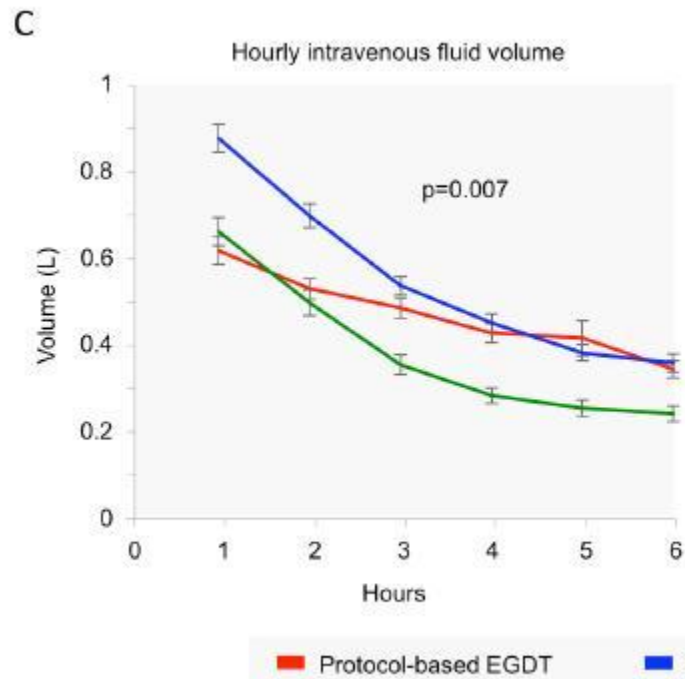 C
Hourly intravenous fluid volume
1
0.8
0.6
0.4
0.2
0
Volume (L)
p=0.007
0 1 2 3 4 5 6
Hours
Protocol-based EGDT